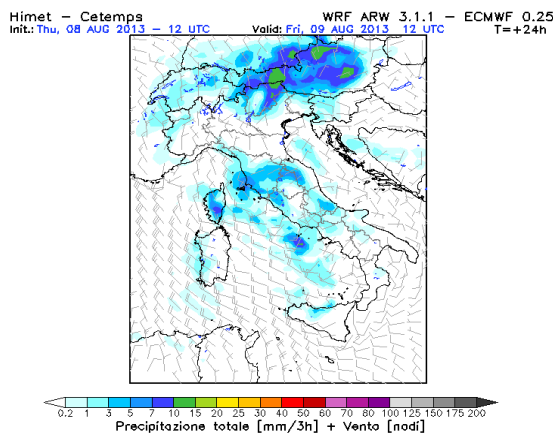 Himet – Cetemps WRF ARW 3.1.1 – ECMWF 0.25
Init.: Thu, 08 AUG 2013 – 12 UTC Valid: Fri, 09 AUG 2013 12 UTC T=+24h
0.2 1 3 5 7 10 15 20 25 30 40 50 60 70 80 100 125 150 175 200
Precipitazione totale [mm/3h] + Vento [nodi]